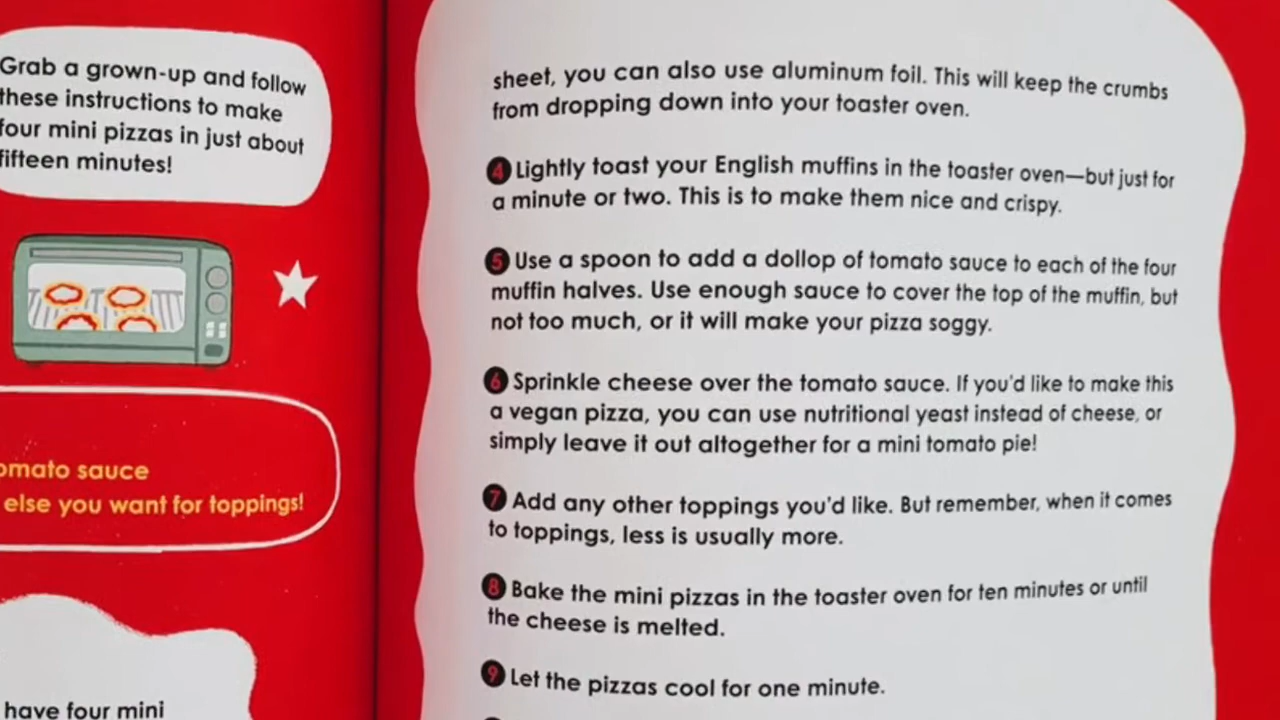 Grab a grown-up and follow
these instructions to make
four mini pizzas in just about
fifteen minutes!
omato sauce
else you want for toppings!
have four mini
sheet, you can also use aluminum foil. This will keep the crumbs
from dropping down into your toaster oven.
4 Lightly toast your English muffins in the toaster oven—but just for
a minute or two. This is to make them nice and crispy.
5 Use a spoon to add a dollop of tomato sauce to each of the four
muffin halves. Use enough sauce to cover the top of the muffin, but
not too much, or it will make your pizza soggy.
6 Sprinkle cheese over the tomato sauce. If you'd like to make this
a vegan pizza, you can use nutritional yeast instead of cheese, or
simply leave it out altogether for a mini tomato pie!
7 Add any other toppings you'd like. But remember, when it comes
to toppings, less is usually more.
8 Bake the mini pizzas in the toaster oven for ten minutes or until
the cheese is melted.
9 Let the pizzas cool for one minute.